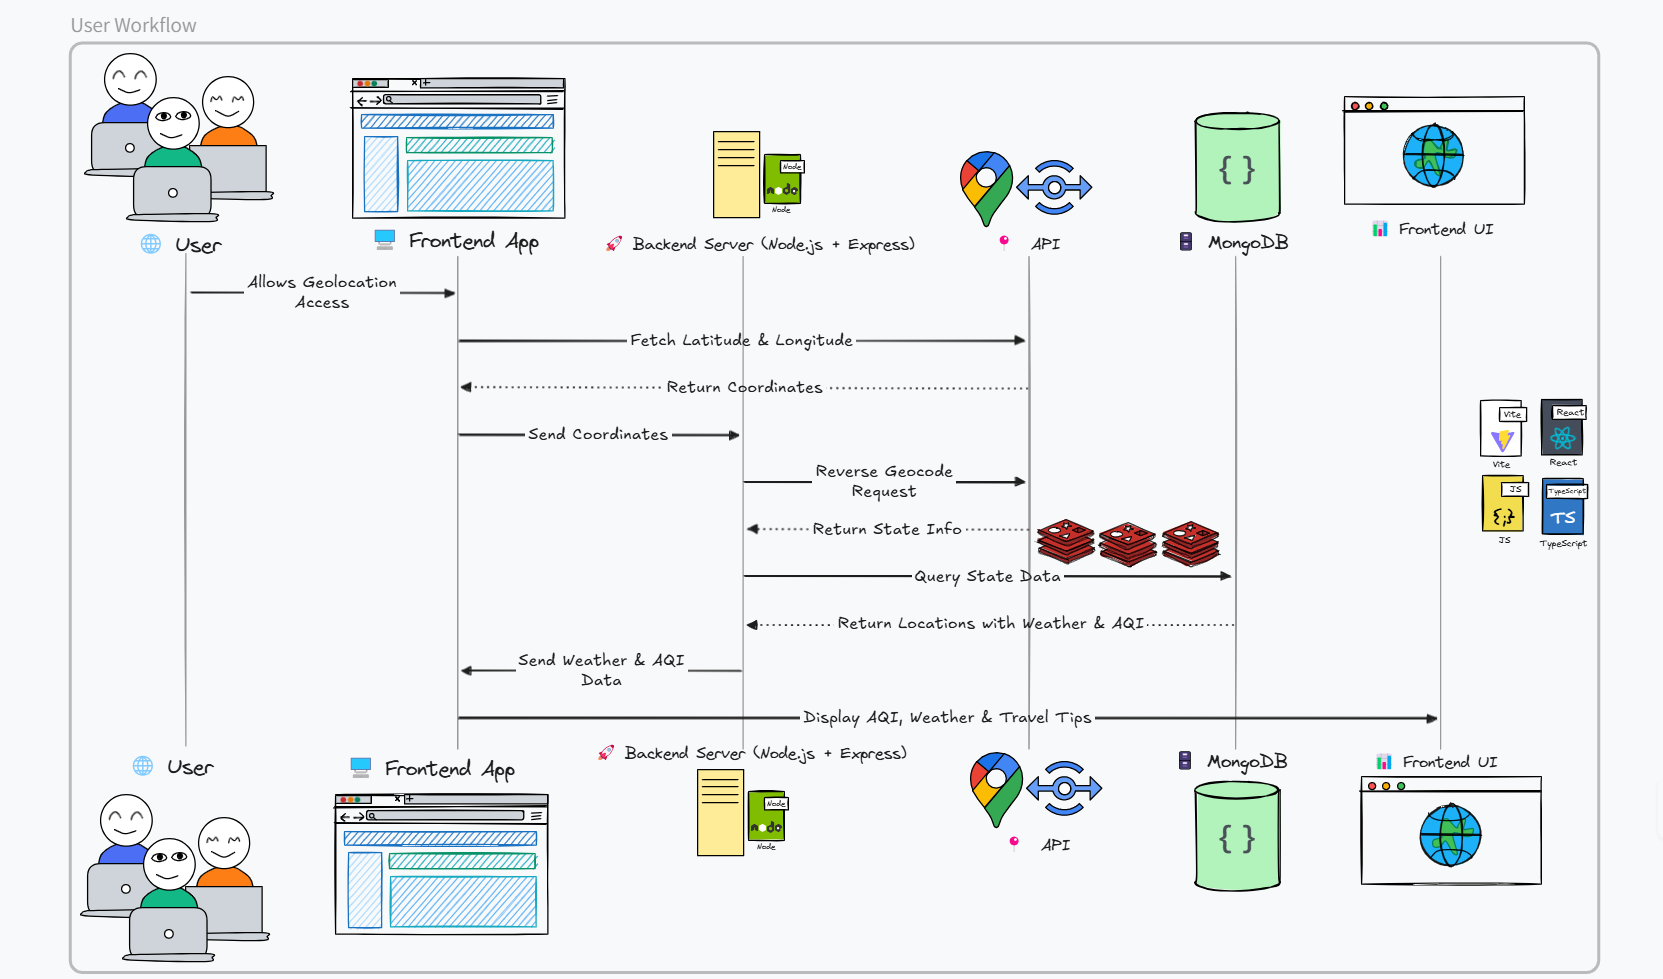 User Workflow
User
Frontend App
Backend Server (Node.js + Express)
Node
node
Node
API
{ }
MongoDB
Frontend UI
Allows Geolocation
Access
Fetch Latitude & Longitude
Return Coordinates
Send Coordinates
Reverse Geocode
Request
Return State Info
Query State Data
Return Locations with Weather & AQI
Send Weather & AQI
Data
Display AQI, Weather & Travel Tips
Vite
Vite
React
React
JS
{;}
JS
TypeScript
TS
TypeScript
User
Frontend App
Backend Server (Node.js + Express)
Node
node
Node
API
MongoDB
{ }
Frontend UI